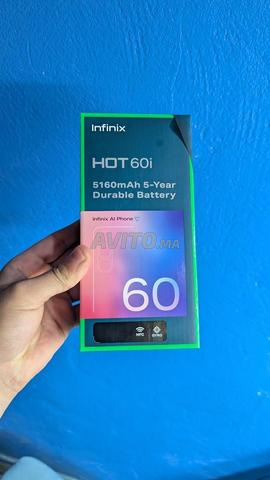 Infinix
HOT 60i
5160mAh 5-Year
Durable Battery
Infinix AI Phone
AVITO.MA
60
NFC